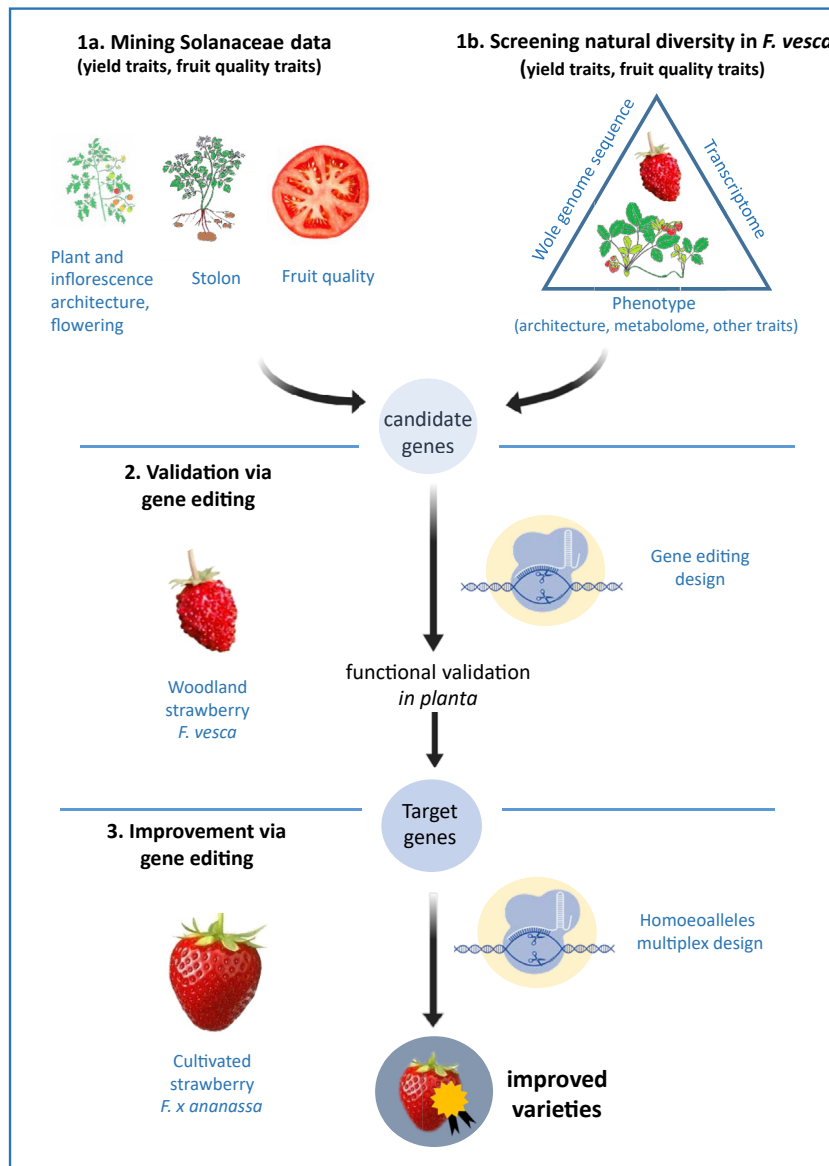 1a. Mining Solanaceae data
(yield traits, fruit quality traits)
1b. Screening natural diversity in F. vesca
(yield traits, fruit quality traits)
Wole genome sequence
Transcriptome
Plant and
inflorescence
architecture,
flowering
Stolon
Fruit quality
Phenotype
(architecture, metabolome, other traits)
candidate
genes
2. Validation via
gene editing
Gene editing
design
Woodland
strawberry
F. vesca
functional validation
in planta
Target
genes
3. Improvement via
gene editing
Homoeoalleles
multiplex design
Cultivated
strawberry
F. x ananassa
improved
varieties